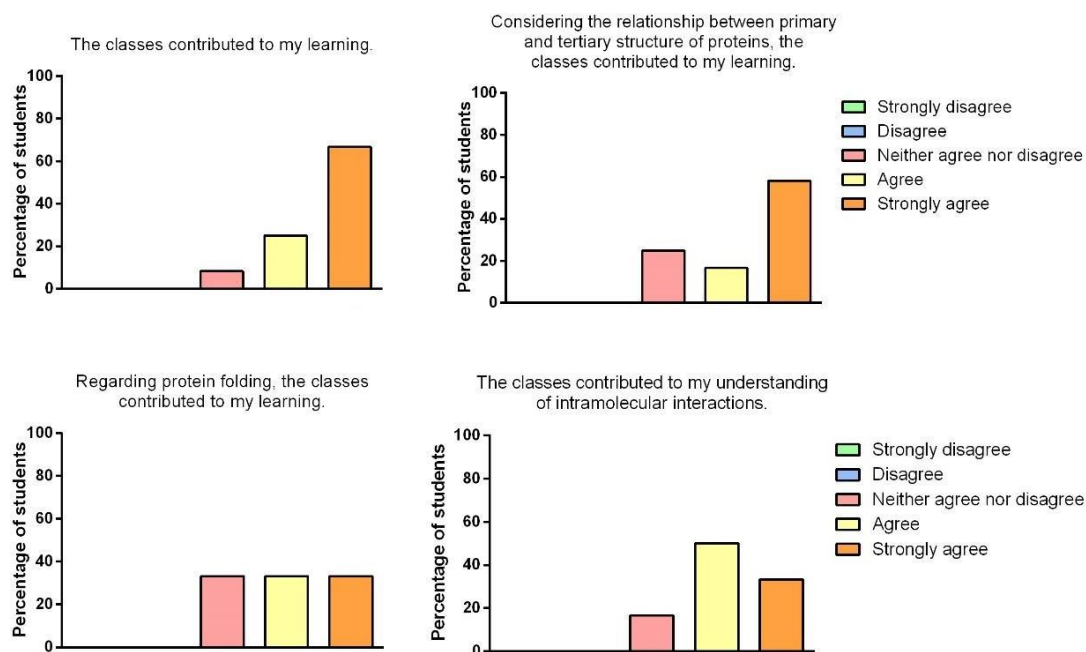 The classes contributed to my learning.
Percentage of students
100
80
60
40
20
0
Considering the relationship between primary
and tertiary structure of proteins, the
classes contributed to my learning.
Percentage of students
100
80
60
40
20
0
Strongly disagree
Disagree
Neither agree nor disagree
Agree
Strongly agree
Regarding protein folding, the classes
contributed to my learning.
Percentage of students
100
80
60
40
20
0
The classes contributed to my understanding
of intramolecular interactions.
Percentage of students
100
80
60
40
20
0
Strongly disagree
Disagree
Neither agree nor disagree
Agree
Strongly agree